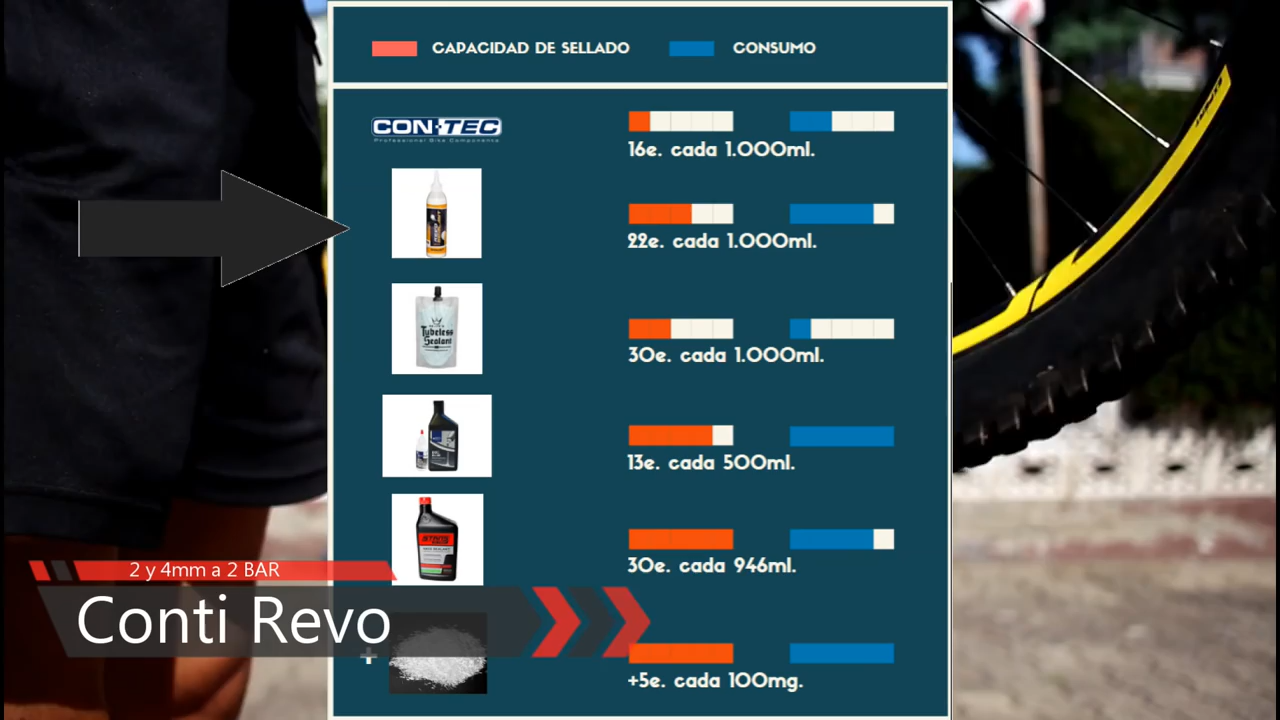 CAPACIDAD DE SELLADO
CONSUMO
CON-TEC
Professional Bike Components
16e. cada 1.000ml.
22e. cada 1.000ml.
Tubeless
Sealant
30e. cada 1.000ml.
13e. cada 500ml.
STANS
30e. cada 946ml.
2 y 4mm a 2 BAR
Conti Revo
+
+5e. cada 100mg.